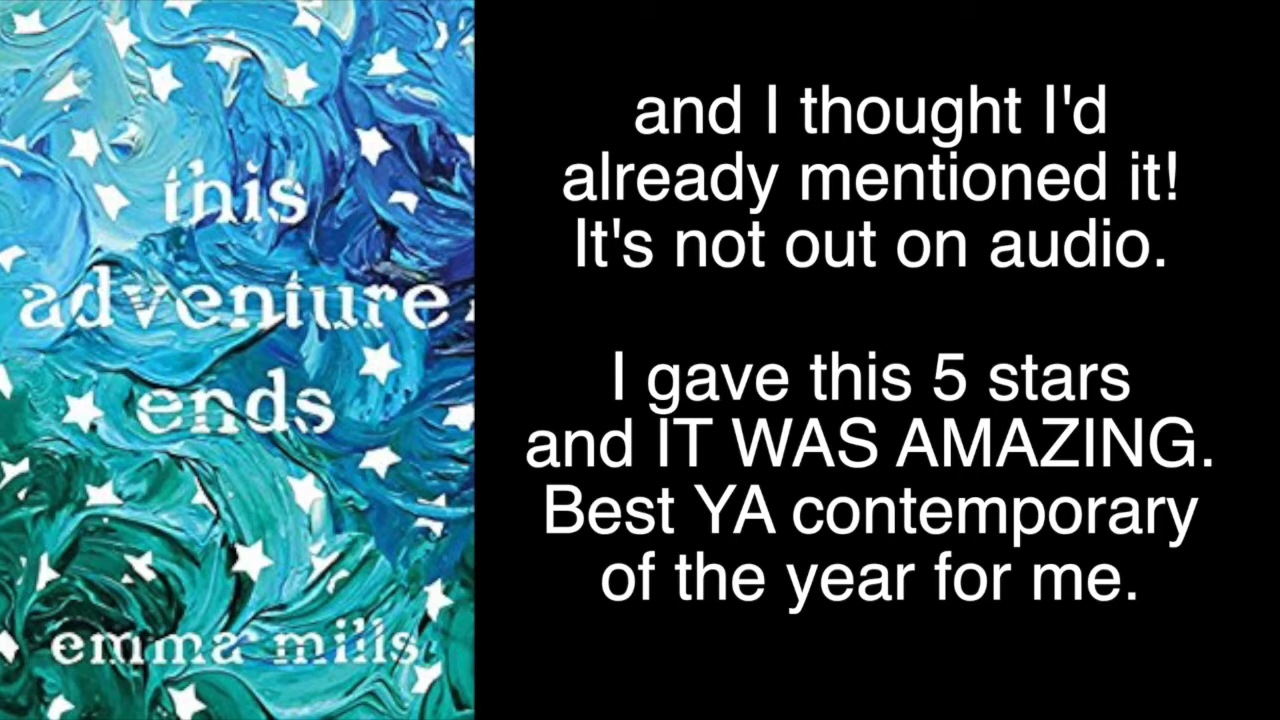 this
adventure
ends
emma mills
and I thought I'd
already mentioned it!
It's not out on audio.
I gave this 5 stars
and IT WAS AMAZING.
Best YA contemporary
of the year for me.